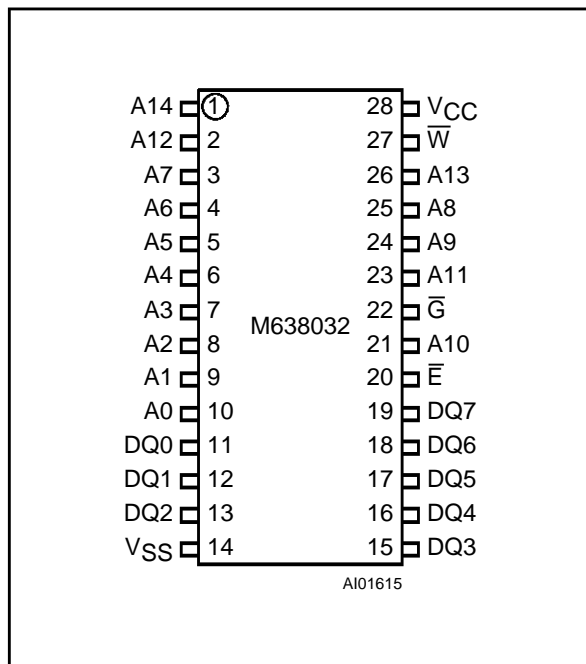 A14 1 28 VCC
A12 2 27 W̅
A7 3 26 A13
A6 4 25 A8
A5 5 24 A9
A4 6 23 A11
A3 7 22 G̅
M638032
A2 8 21 A10
A1 9 20 E̅
A0 10 19 DQ7
DQ0 11 18 DQ6
DQ1 12 17 DQ5
DQ2 13 16 DQ4
VSS 14 15 DQ3
AI01615